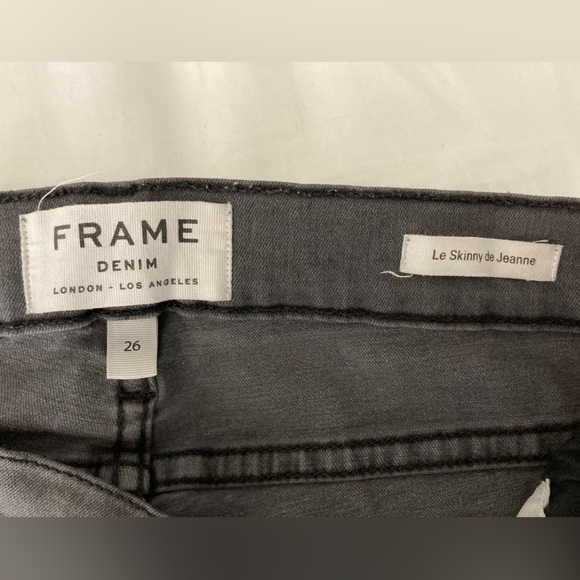 FRAME
DENIM
LONDON - LOS ANGELES
Le Skinny de Jeanne
26